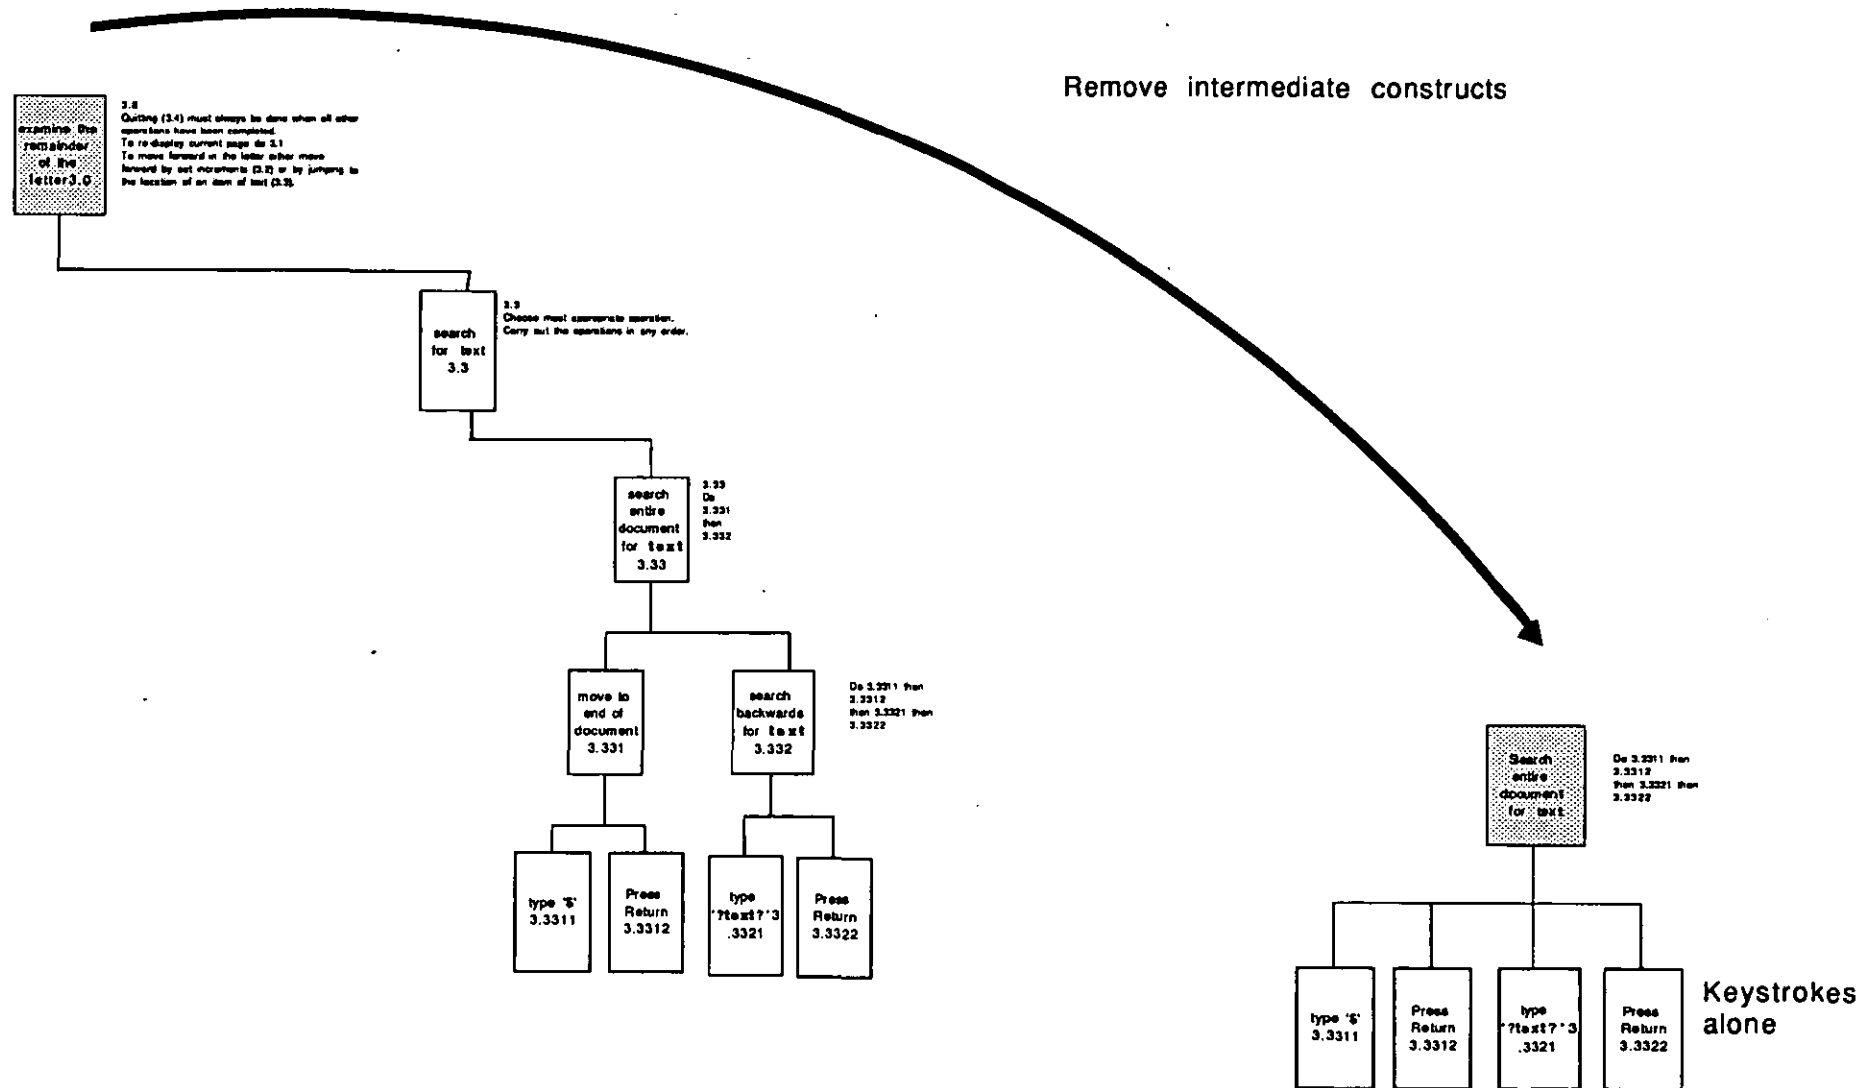 Remove intermediate constructs
examine the
remainder
of the
letter3.0
Quitting (3.4) must always be done when all other
operations have been completed.
To re-display current page do 3.1
To move forward in the letter either move
forward by set increments (3.2) or by jumping to
the location of an item of text (3.3).
search
for text
3.3
3.3
Choose most appropriate operation.
Carry out the operations in any order.
search
entire
document
for text
3.33
3.33
Do
3.331
then
3.332
move to
end of
document
3.331
search
backwards
for text
3.332
Do 3.3311 then
3.3312
then 3.3321 then
3.3322
type '$'
3.3311
Press
Return
3.3312
type
'?text?'3
.3321
Press
Return
3.3322
Search
entire
document
for text
Do 3.3311 then
3.3312
then 3.3321 then
3.3322
type '$'
3.3311
Press
Return
3.3312
type
'?text?'3
.3321
Press
Return
3.3322
Keystrokes
alone